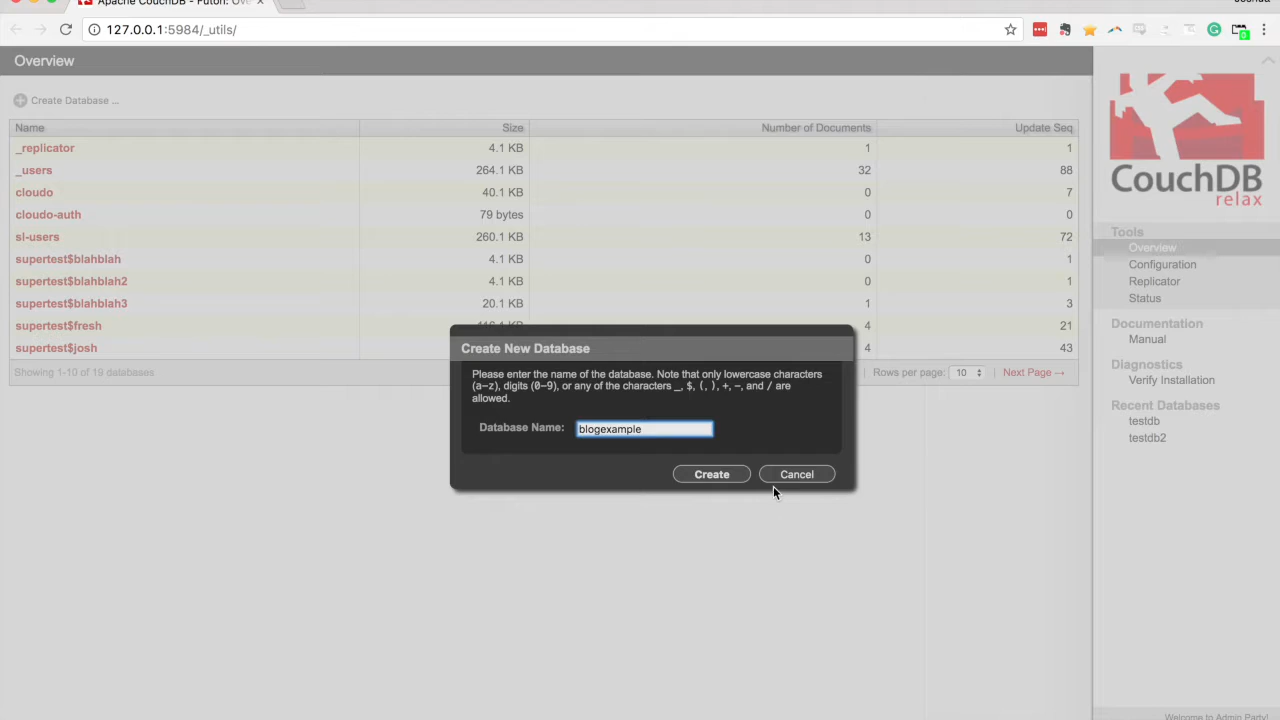 Apache CouchDB - Futon: Ove
Joshua
127.0.0.1:5984/_utils/
Overview
Create Database ...
Name Size Number of Documents Update Seq
_replicator 4.1 KB 1 1
_users 264.1 KB 32 88
cloudo 40.1 KB 0 7
cloudo-auth 79 bytes 0 0
sl-users 260.1 KB 13 72
supertest$blahblah 4.1 KB 0 1
supertest$blahblah2 4.1 KB 0 1
supertest$blahblah3 20.1 KB 1 3
supertest$fresh 4 21
supertest$josh 4 43
Showing 1-10 of 19 databases Rows per page: 10 Next Page →
Create New Database
Please enter the name of the database. Note that only lowercase characters
(a–z), digits (0–9), or any of the characters _, $, (, ), +, –, and / are
allowed.
Database Name: blogexample
Create Cancel
CouchDB
relax
Tools
Overview
Configuration
Replicator
Status
Documentation
Manual
Diagnostics
Verify Installation
Recent Databases
testdb
testdb2
Welcome to Admin Party!